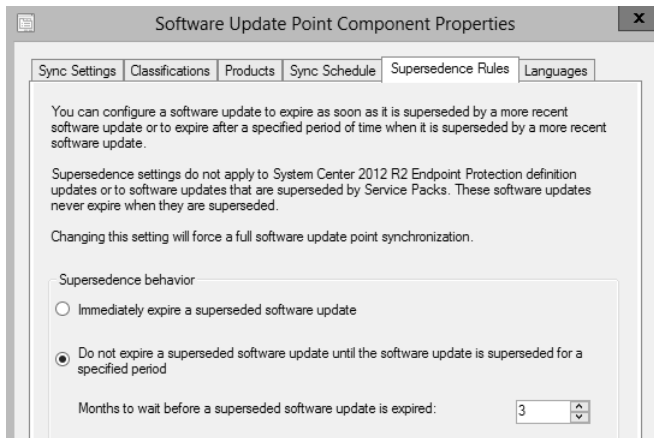 Software Update Point Component Properties
x
Sync Settings Classifications Products Sync Schedule Supersedence Rules Languages
You can configure a software update to expire as soon as it is superseded by a more recent
software update or to expire after a specified period of time when it is superseded by a more recent
software update.
Supersedence settings do not apply to System Center 2012 R2 Endpoint Protection definition
updates or to software updates that are superseded by Service Packs. These software updates
never expire when they are superseded.
Changing this setting will force a full software update point synchronization.
Supersedence behavior
Immediately expire a superseded software update
Do not expire a superseded software update until the software update is superseded for a
specified period
Months to wait before a superseded software update is expired: 3